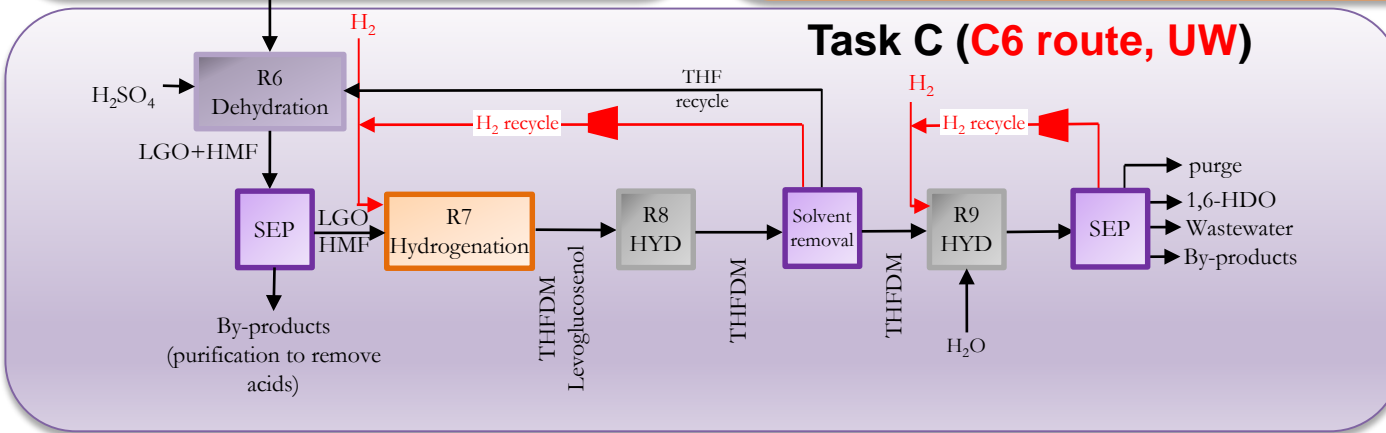 Task C (C6 route, UW)
H₂
R6
Dehydration
H₂SO₄
THF
recycle
H₂ recycle
H₂
H₂ recycle
LGO+HMF
SEP
LGO
HMF
R7
Hydrogenation
THFDM
Levoglucosenol
R8
HYD
THFDM
Solvent
removal
THFDM
R9
HYD
H₂O
SEP
purge
1,6-HDO
Wastewater
By-products
By-products
(purification to remove
acids)